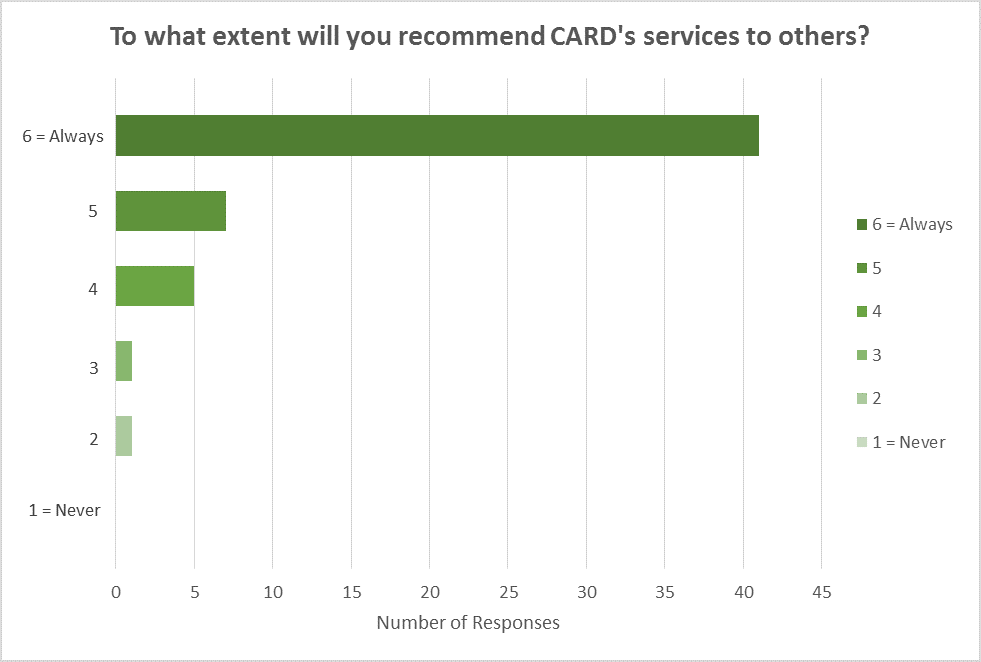 To what extent will you recommend CARD's services to others?
6 = Always
5
4
3
2
1 = Never
0 5 10 15 20 25 30 35 40 45
Number of Responses
6 = Always
5
4
3
2
1 = Never